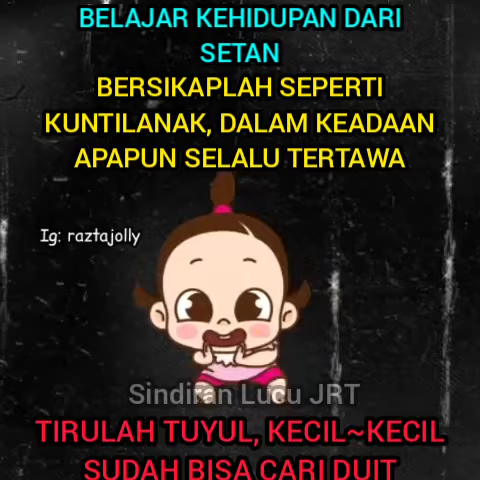 BELAJAR KEHIDUPAN DARI
SETAN
BERSIKAPLAH SEPERTI
KUNTILANAK, DALAM KEADAAN
APAPUN SELALU TERTAWA
Ig: raztajolly
Sindiran Lucu JRT
TIRULAH TUYUL, KECIL~KECIL
SUDAH BISA CARI DUIT